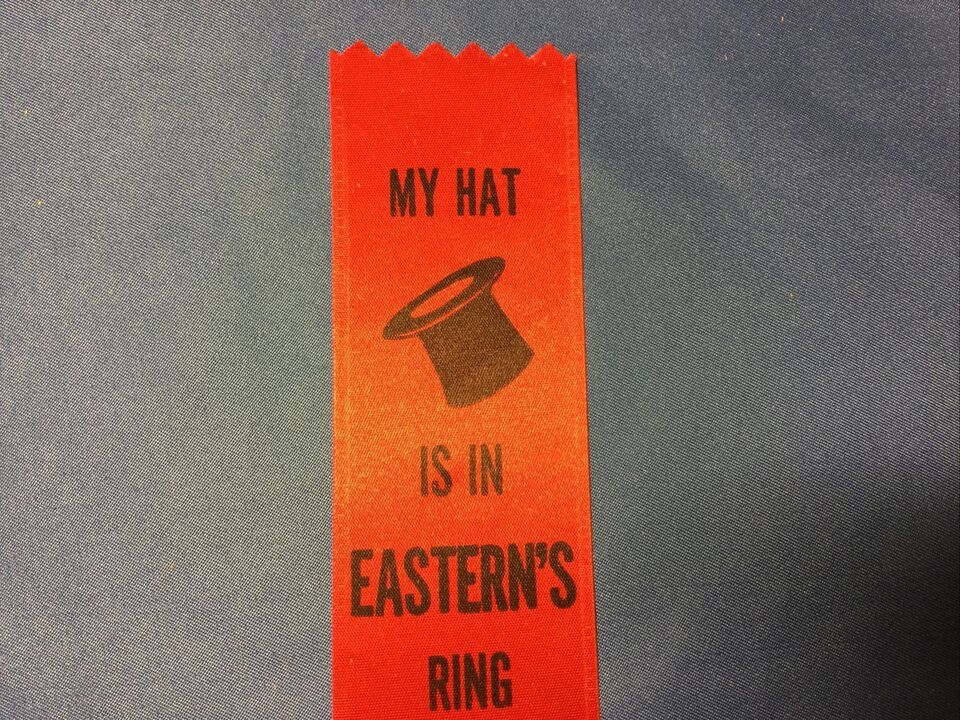 MY HAT
IS IN
EASTERN'S
RING